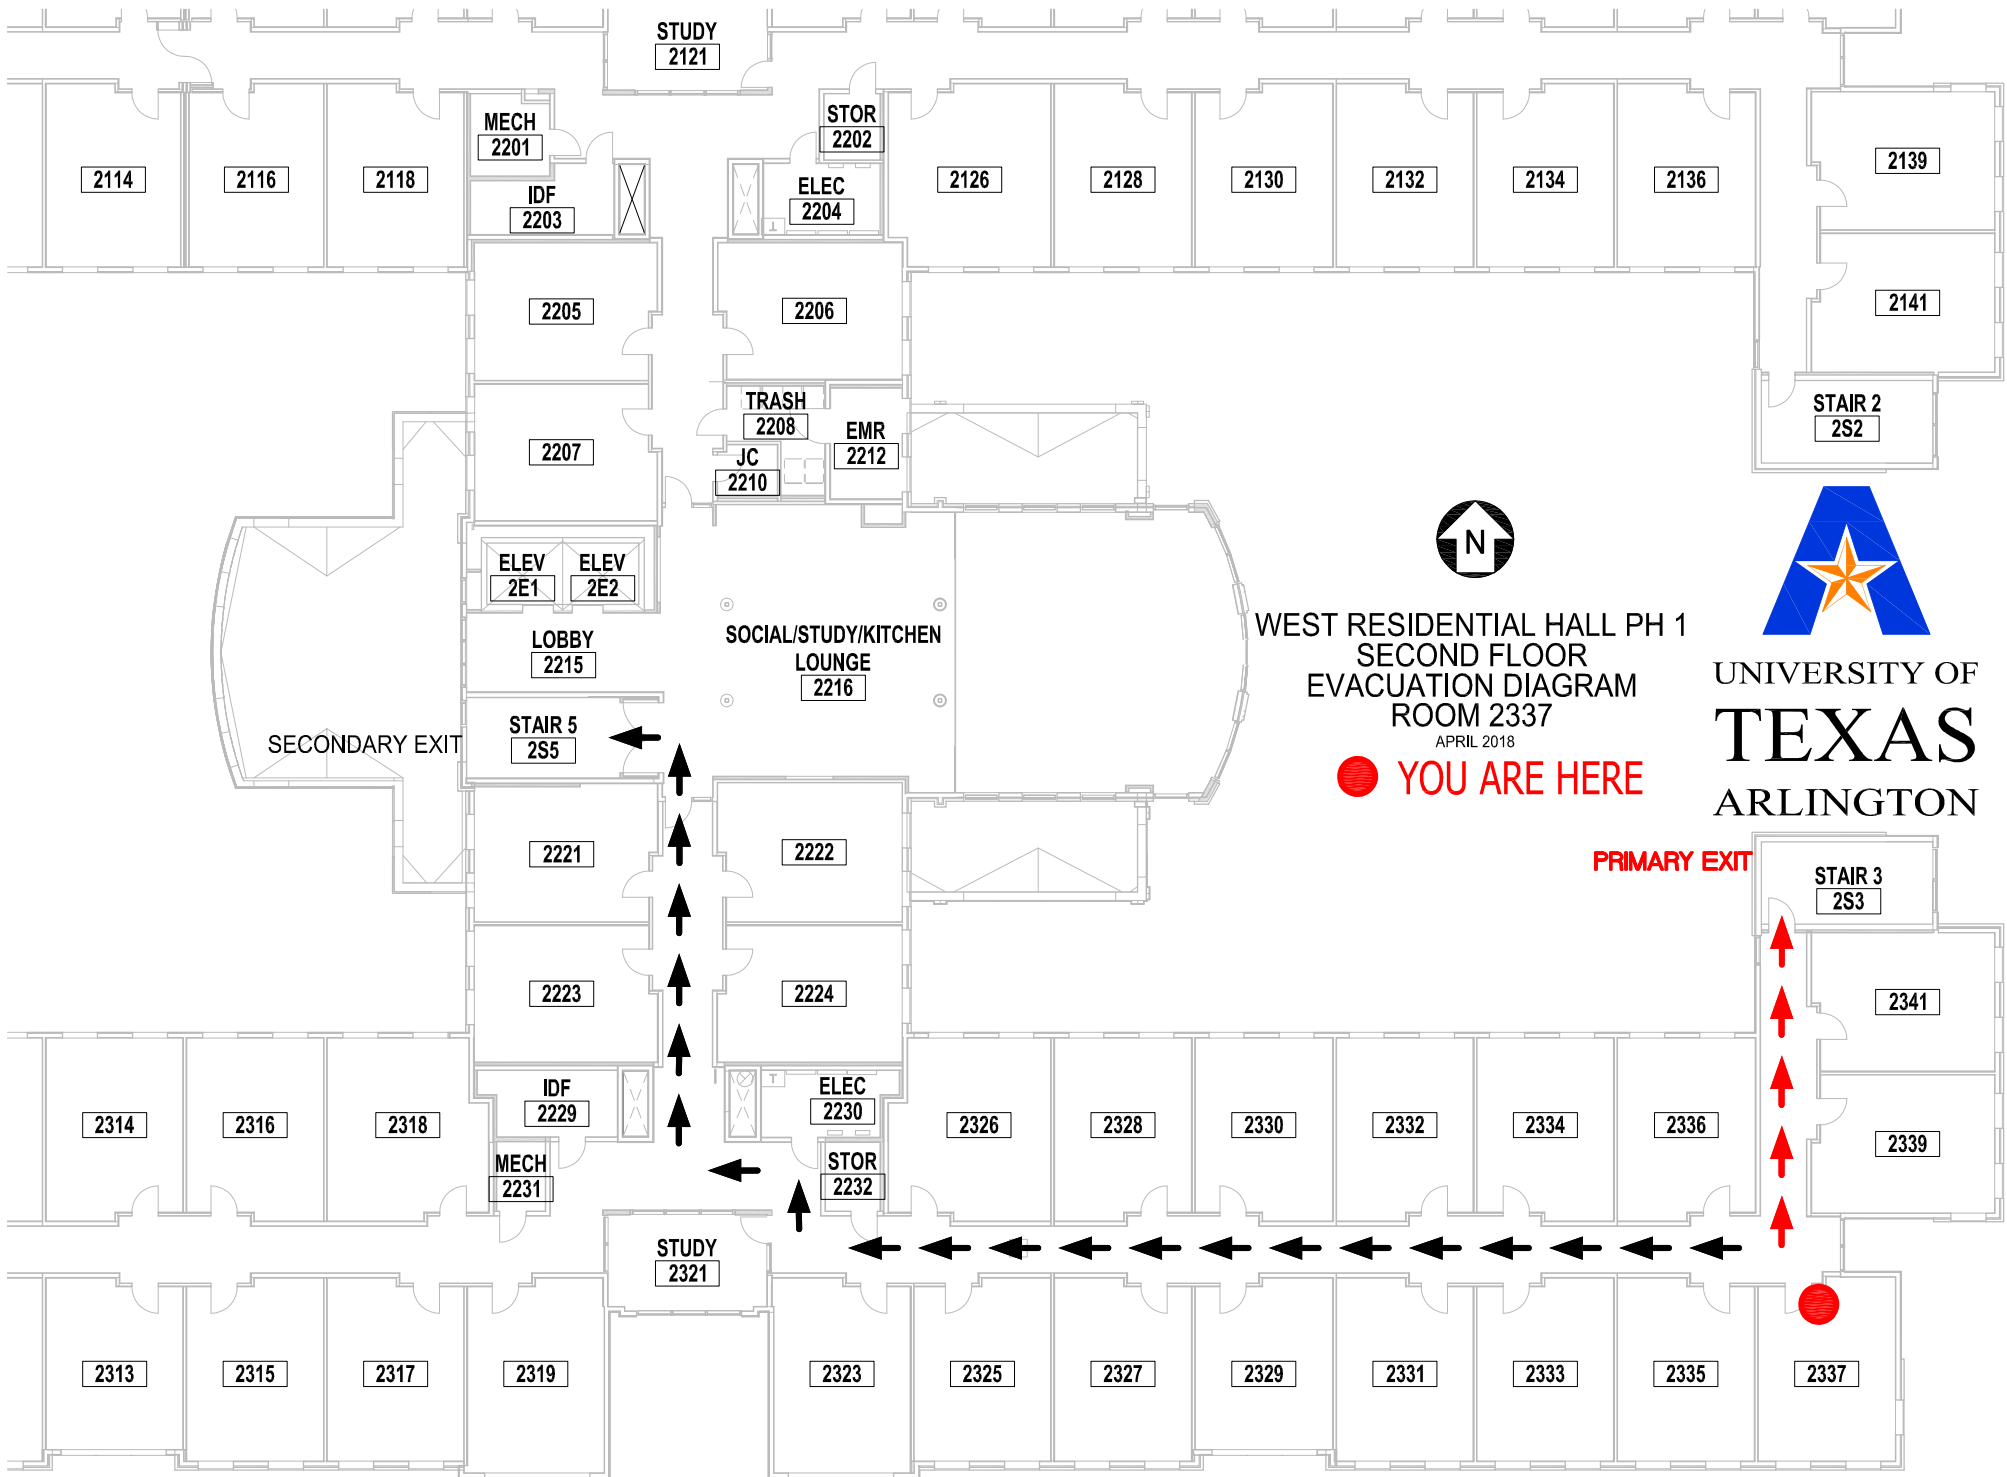 STUDY
2121
MECH
2201
STOR
2202
2114
2116
2118
IDF
2203
ELEC
2204
T
2126
2128
2130
2132
2134
2136
2139
2205
2206
2141
2207
TRASH
2208
JC
2210
EMR
2212
STAIR 2
2S2
ELEV
2E1
ELEV
2E2
LOBBY
2215
SOCIAL/STUDY/KITCHEN
LOUNGE
2216
STAIR 5
2S5
SECONDARY EXIT
N
WEST RESIDENTIAL HALL PH 1
SECOND FLOOR
EVACUATION DIAGRAM
ROOM 2337
APRIL 2018
YOU ARE HERE
UNIVERSITY OF
TEXAS
ARLINGTON
PRIMARY EXIT
STAIR 3
2S3
2221
2222
2223
2224
2341
2339
IDF
2229
T
ELEC
2230
MECH
2231
STOR
2232
2314
2316
2318
2326
2328
2330
2332
2334
2336
STUDY
2321
2313
2315
2317
2319
2323
2325
2327
2329
2331
2333
2335
2337